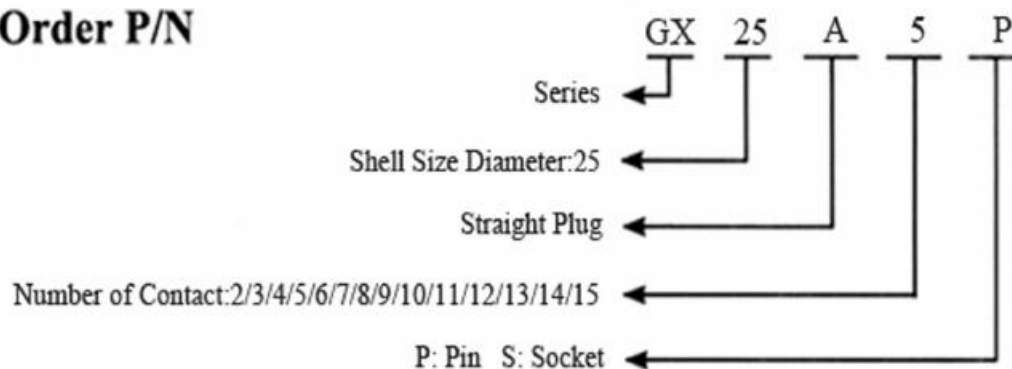 Order P/N
GX 25 A 5 P
Series
Shell Size Diameter:25
Straight Plug
Number of Contact:2/3/4/5/6/7/8/9/10/11/12/13/14/15
P: Pin S: Socket